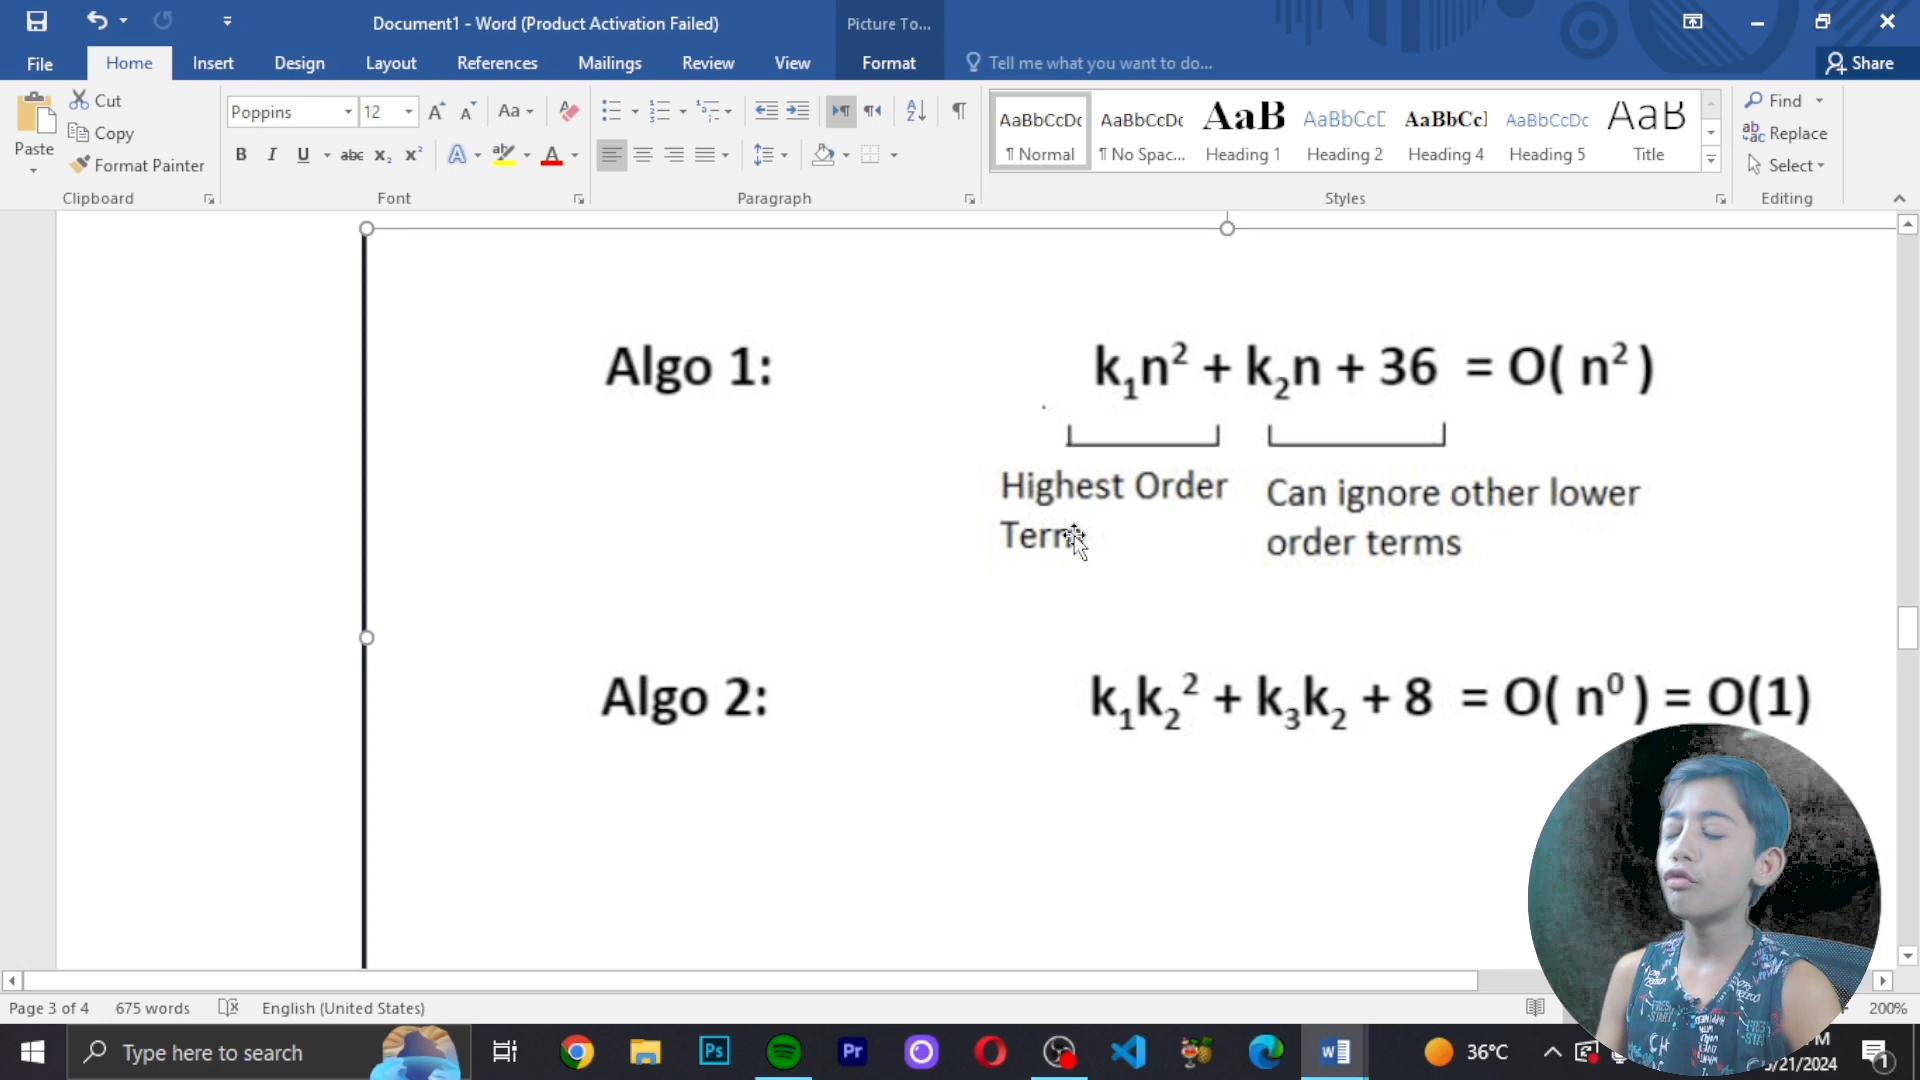 Document1 - Word (Product Activation Failed)
Picture To...
File
Home
Insert
Design
Layout
References
Mailings
Review
View
Format
Tell me what you want to do...
Share
Paste
Cut
Copy
Format Painter
Clipboard
Poppins
12
Font
Paragraph
AaBbCcDc
¶ Normal
AaBbCcDc
¶ No Spac...
AaB
Heading 1
AaBbCcE
Heading 2
AaBbCcI
Heading 4
AaBbCcDc
Heading 5
AaB
Title
Styles
Find
Replace
Select
Editing
Algo 1: k₁n² + k₂n + 36 = O( n² )
Highest Order
Term
Can ignore other lower
order terms
Algo 2: k₁k₂² + k₃k₂ + 8 = O( n⁰ ) = O(1)
Page 3 of 4
675 words
English (United States)
200%
Type here to search
Ps
Pr
36°C
/21/2024
1